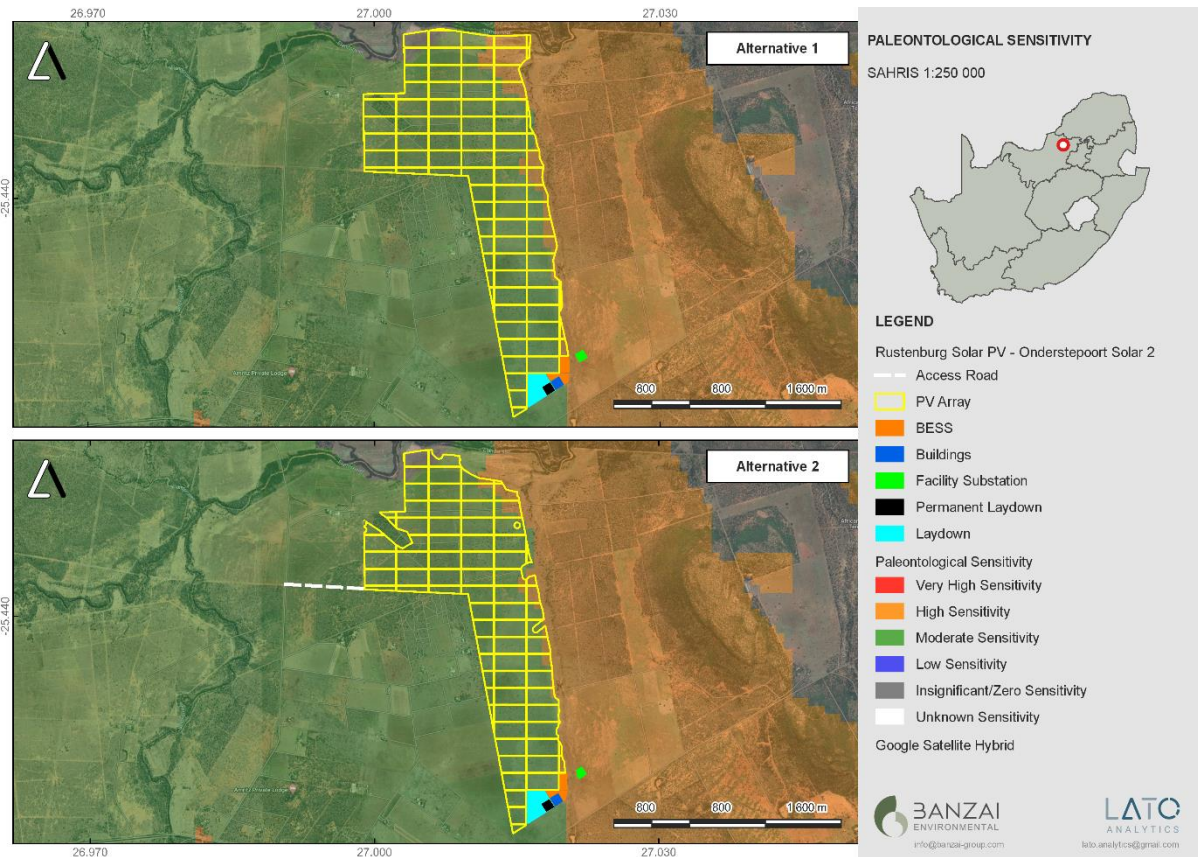 26.970
27.000
27.030
Alternative 1
-25.440
Amritz Private Lodge
800
800
1 600 m
Alternative 2
-25.440
Amritz Private Lodge
800
800
1 600 m
26.970
27.000
27.030
PALEONTOLOGICAL SENSITIVITY
SAHRIS 1:250 000
LEGEND
Rustenburg Solar PV - Onderstepoort Solar 2
Access Road
PV Array
BESS
Buildings
Facility Substation
Permanent Laydown
Laydown
Paleontological Sensitivity
Very High Sensitivity
High Sensitivity
Moderate Sensitivity
Low Sensitivity
Insignificant/Zero Sensitivity
Unknown Sensitivity
Google Satellite Hybrid
BANZAI
ENVIRONMENTAL
info@banzai-group.com
LATO
ANALYTICS
lato.analytics@gmail.com